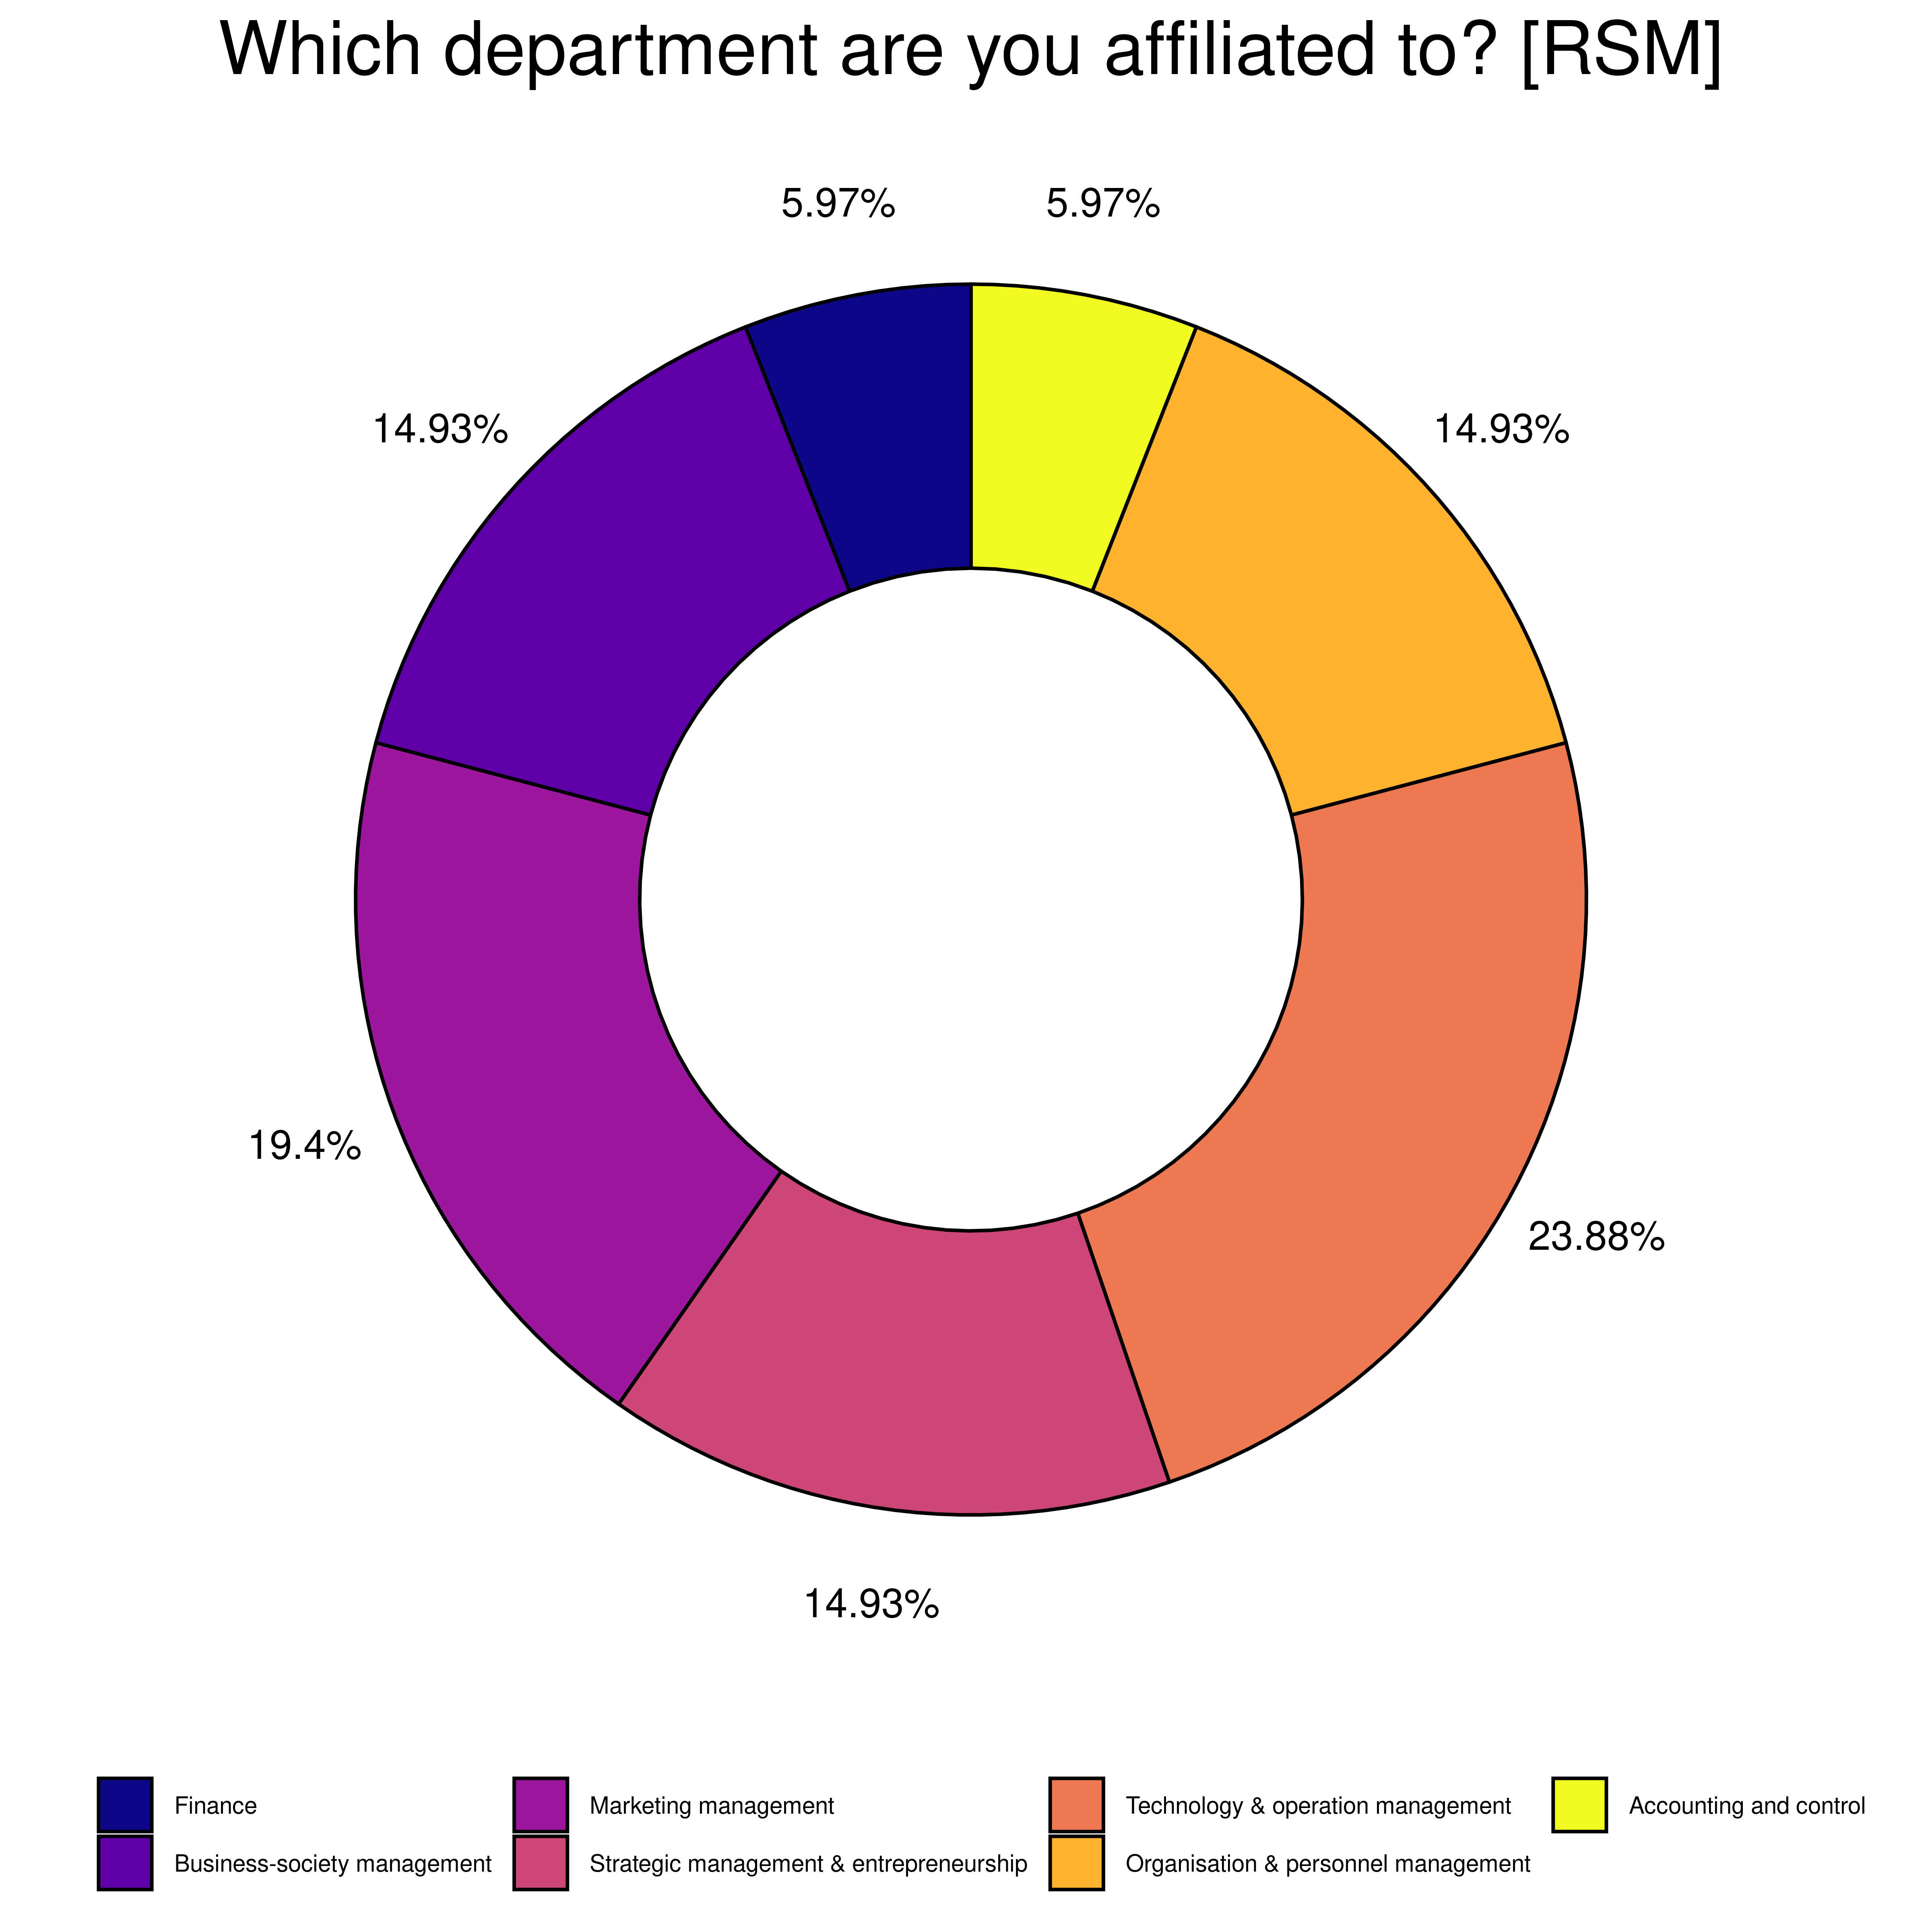 Which department are you affiliated to? [RSM]
5.97% 5.97%
14.93% 14.93%
19.4%
23.88%
14.93%
Finance Marketing management Technology & operation management Accounting and control
Business-society management Strategic management & entrepreneurship Organisation & personnel management